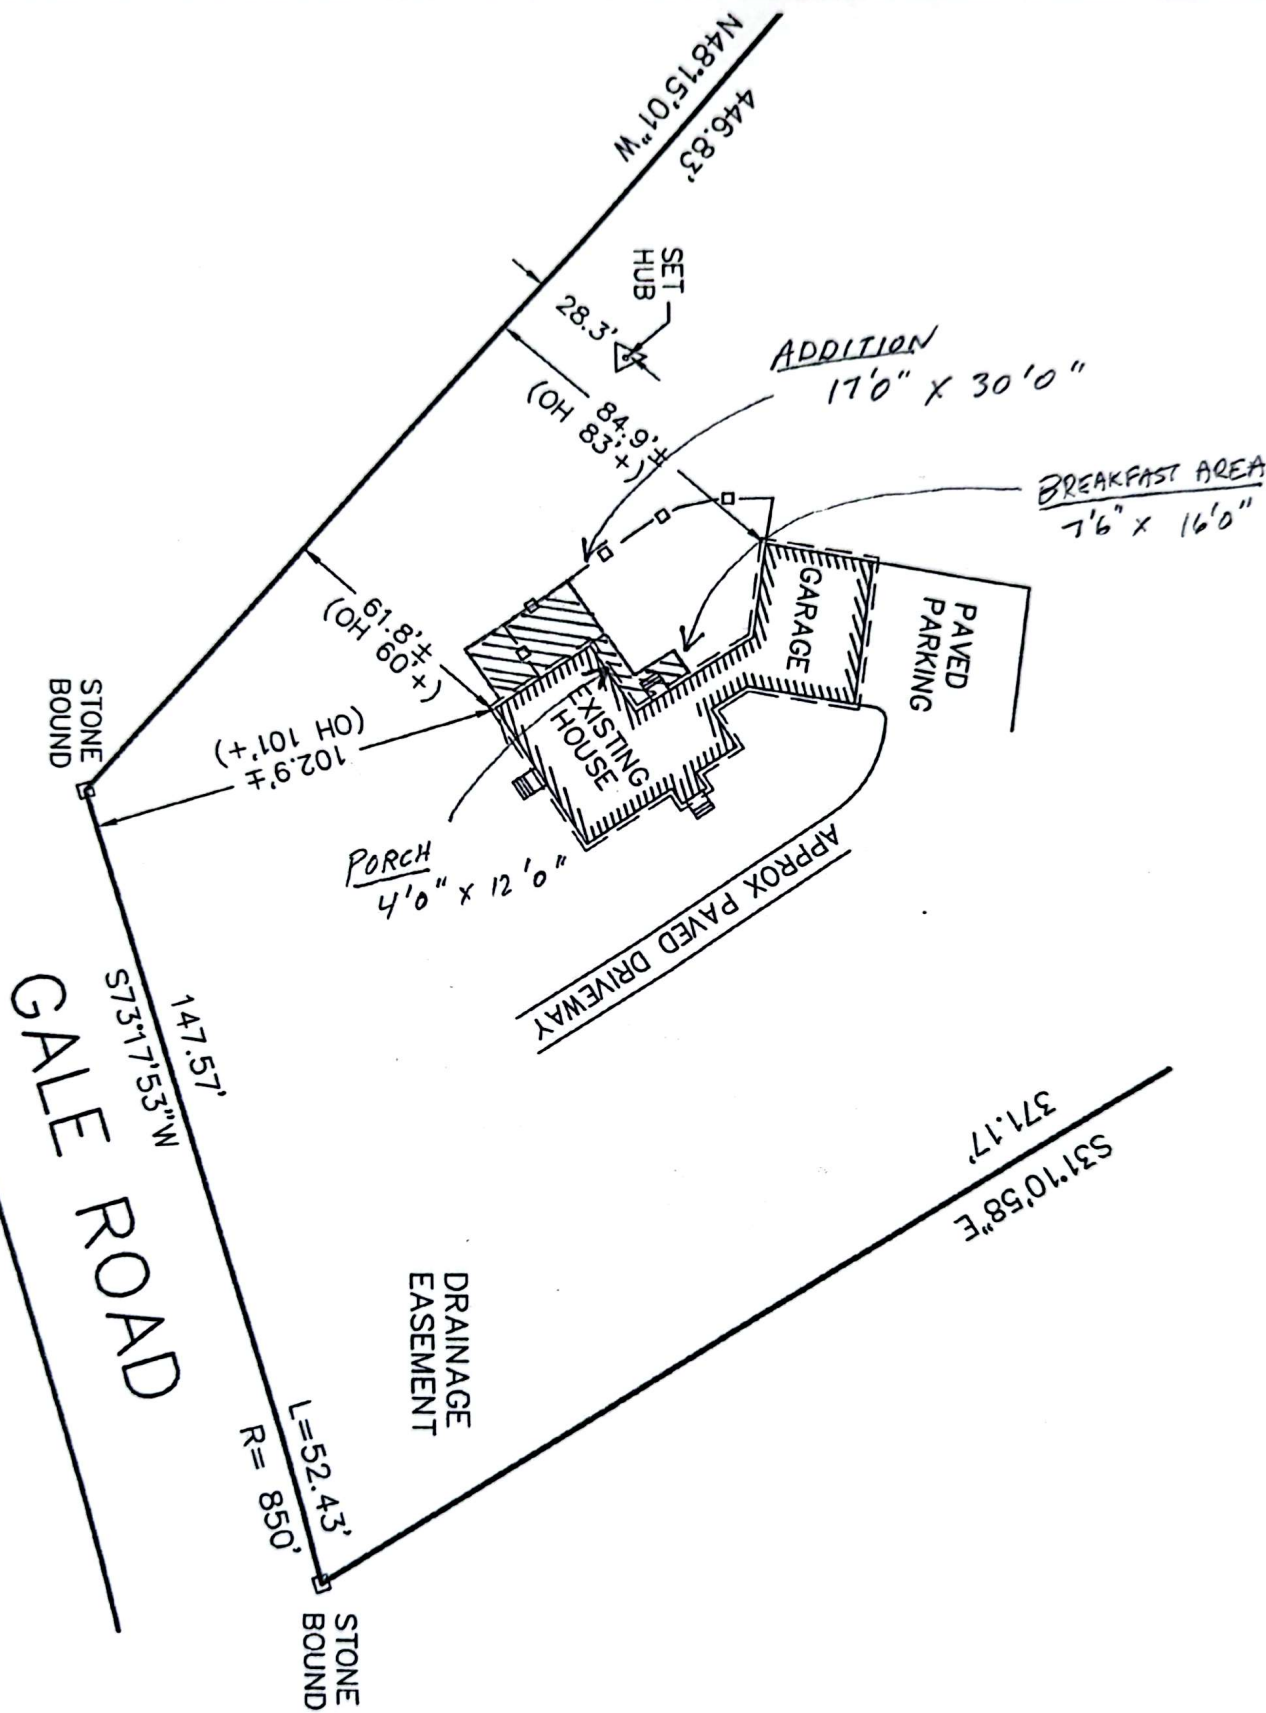 N48°15'01"W
446.83'
SET
HUB
28.3'
ADDITION
17'0" X 30'0"
84.9'±
(OH 83'+)
BREAKFAST AREA
7'6" X 16'0"
GARAGE
PAVED
PARKING
61.8'±
(OH 60'+)
EXISTING
HOUSE
STONE
BOUND
102.9'±
(OH 101'+)
PORCH
4'0" X 12'0"
APPROX PAVED DRIVEWAY
147.57'
S73°17'53"W
GALE ROAD
371.17'
S31°10'58"E
DRAINAGE
EASEMENT
L=52.43'
R= 850'
STONE
BOUND